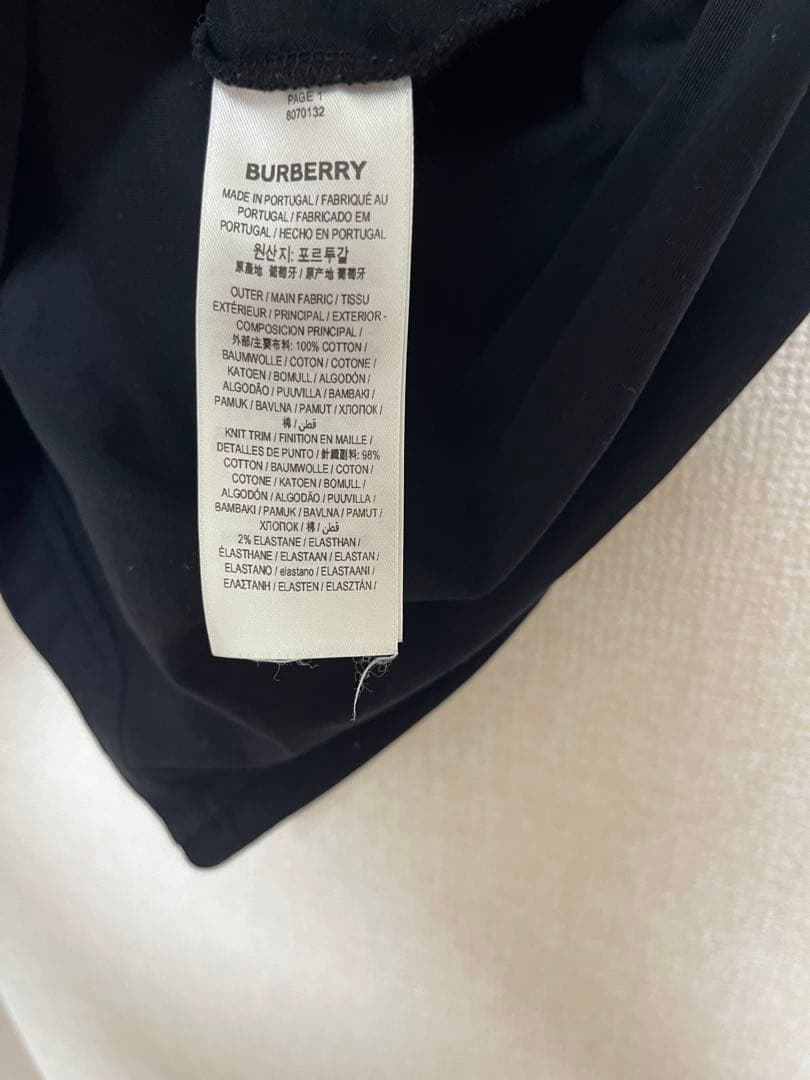 PAGE 1
8070132
BURBERRY
MADE IN PORTUGAL / FABRIQUÉ AU
PORTUGAL / FABRICADO EM
PORTUGAL / HECHO EN PORTUGAL
원산지: 포르투갈
原產地 葡萄牙 / 原产地 葡萄牙
OUTER / MAIN FABRIC / TISSU
EXTÉRIEUR / PRINCIPAL / EXTERIOR -
COMPOSICION PRINCIPAL /
外部/主要布料: 100% COTTON /
BAUMWOLLE / COTON / COTONE /
KATOEN / BOMULL / ALGODÓN /
ALGODÃO / PUUVILLA / BAMBAKI /
PAMUK / BAVLNA / PAMUT / ХЛОПОК /
棉 / قطن
KNIT TRIM / FINITION EN MAILLE /
DETALLES DE PUNTO / 針織副料: 98%
COTTON / BAUMWOLLE / COTON /
COTONE / KATOEN / BOMULL /
ALGODÓN / ALGODÃO / PUUVILLA /
BAMBAKI / PAMUK / BAVLNA / PAMUT /
ХЛОПОК / 棉 / قطن
2% ELASTANE / ELASTHAN /
ÉLASTHANE / ELASTAAN / ELASTAN /
ELASTANO / elastano / ELASTAANI /
ΕΛΑΣΤΑΝΗ / ELASTEN / ELASZTÁN /